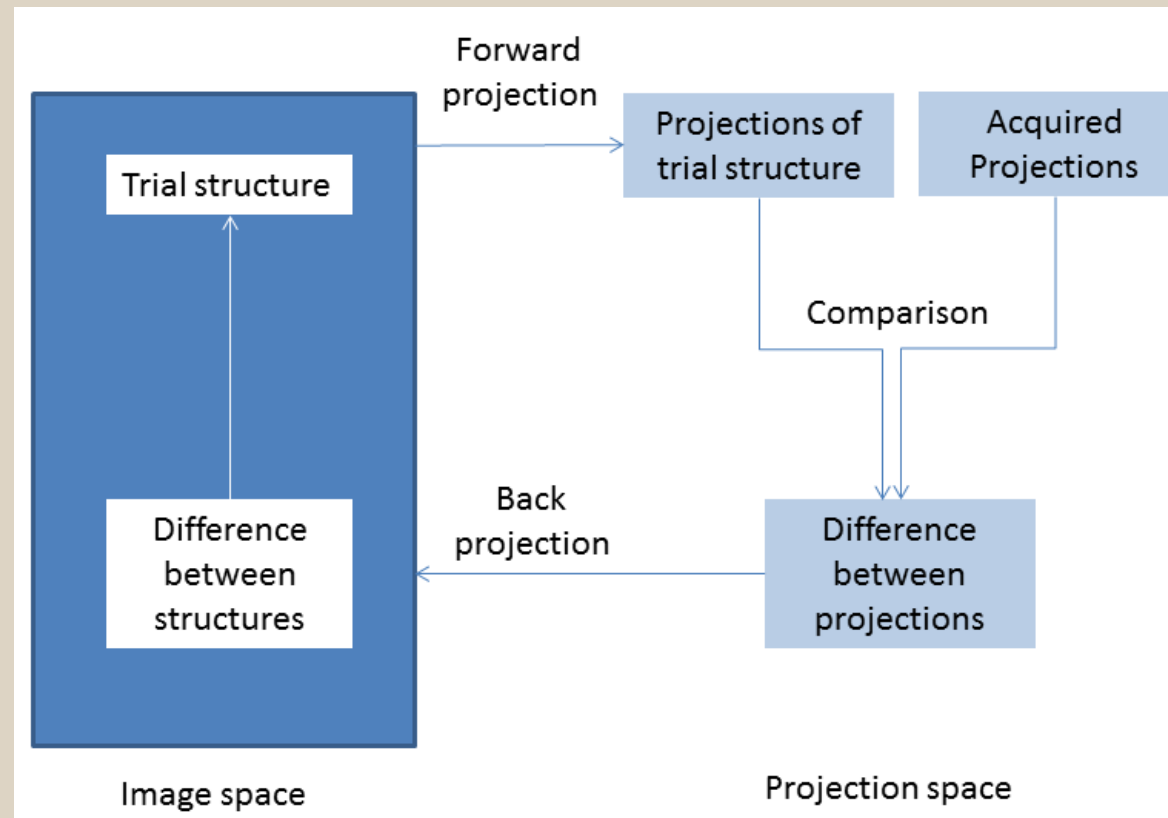 Forward
projection
Projections of
trial structure
Acquired
Projections
Trial structure
Comparison
Back
projection
Difference
between
structures
Difference
between
projections
Image space
Projection space